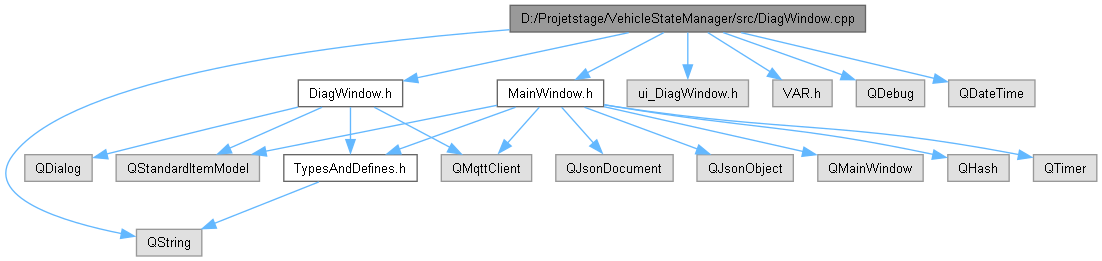 D:/Projetstage/VehicleStateManager/src/DiagWindow.cpp
DiagWindow.h
MainWindow.h
ui_DiagWindow.h
VAR.h
QDebug
QDateTime
QDialog
QStandardItemModel
TypesAndDefines.h
QMqttClient
QJsonDocument
QJsonObject
QMainWindow
QHash
QTimer
QString